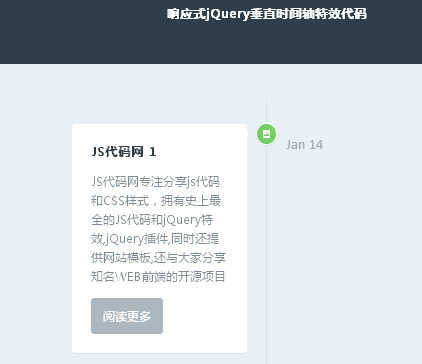 响应式jQuery垂直时间轴特效代码
JS代码网 1
Jan 14
JS代码网专注分享js代码
和CSS样式，拥有史上最
全的JS代码和jQuery特
效,jQuery插件,同时还提
供网站模板,还与大家分享
知名WEB前端的开源项目
阅读更多